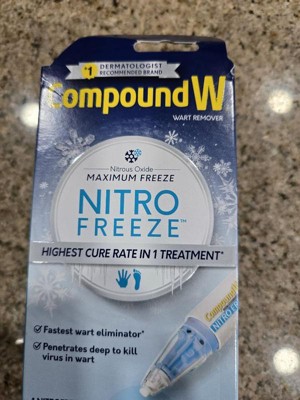 #1 DERMATOLOGIST
RECOMMENDED BRAND
Compound W
WART REMOVER
Nitrous Oxide
MAXIMUM FREEZE
NITRO
FREEZE™
HIGHEST CURE RATE IN 1 TREATMENT*
Fastest wart eliminator*
Penetrates deep to kill
virus in wart
CompoundW